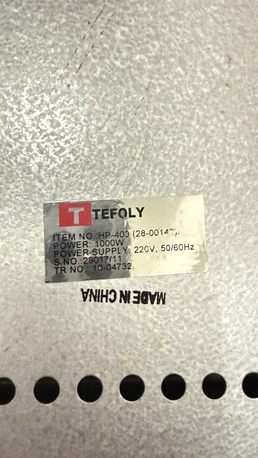 T TEFOLY
ITEM NO.:HP-400 (28-00140)
POWER: 1000W
POWER SUPPLY: 220V, 50/60Hz
S NO.:29017/11
TR NO.: 10-04732
MADE IN CHINA